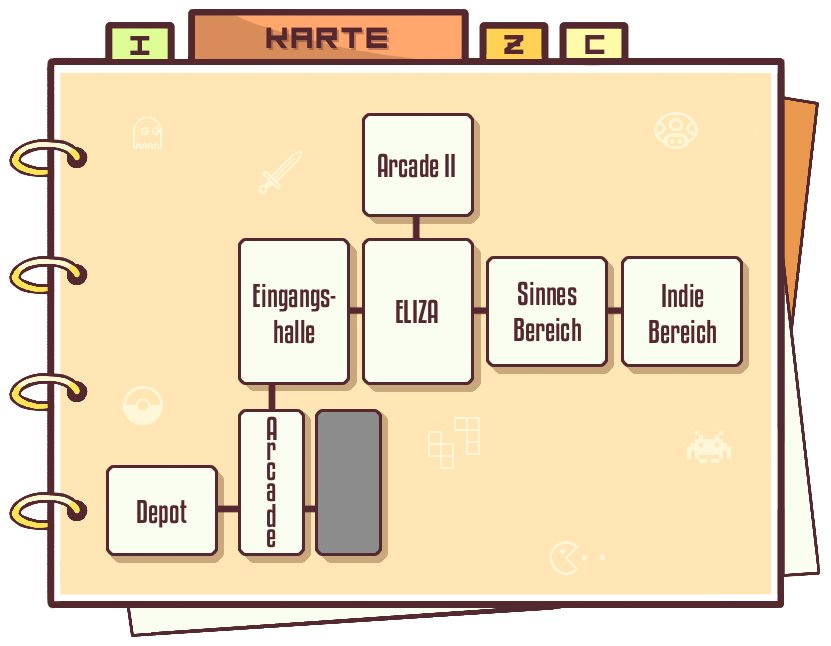 I
KARTE
Z
C
Arcade II
Eingangs-
halle
ELIZA
Sinnes
Bereich
Indie
Bereich
Arcade
Depot